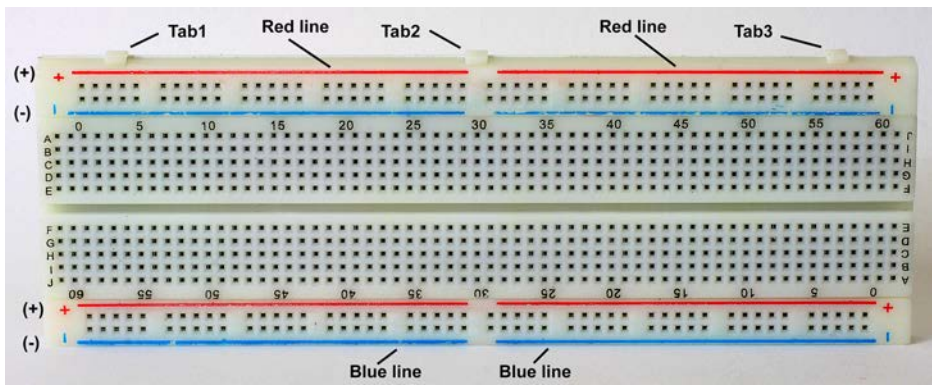 Tab1 Red line Tab2 Red line Tab3
(+) + +
(-) - -
0 5 10 15 20 25 30 35 40 45 50 55 60
A J
B I
C H
D G
E F
F E
G D
H C
I B
J A
60 55 50 45 40 35 30 25 20 15 10 5 0
(+) + +
(-) - -
Blue line Blue line